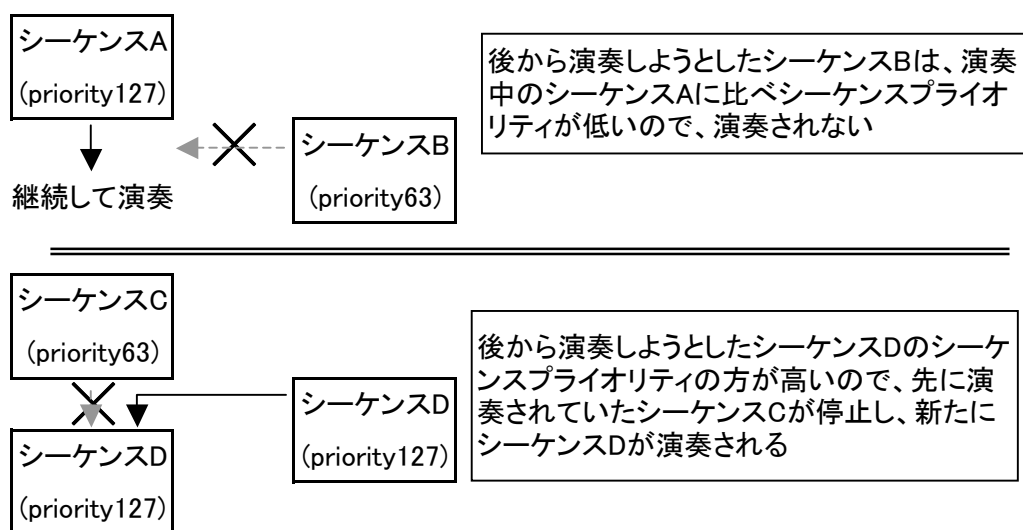 シーケンスA
(priority127)
後から演奏しようとしたシーケンスBは、演奏
中のシーケンスAに比べシーケンスプライオ
リティが低いので、演奏されない
シーケンスB
(priority63)
継続して演奏
シーケンスC
(priority63)
後から演奏しようとしたシーケンスDのシーケ
ンスプライオリティの方が高いので、先に演
奏されていたシーケンスCが停止し、新たに
シーケンスDが演奏される
シーケンスD
(priority127)
シーケンスD
(priority127)